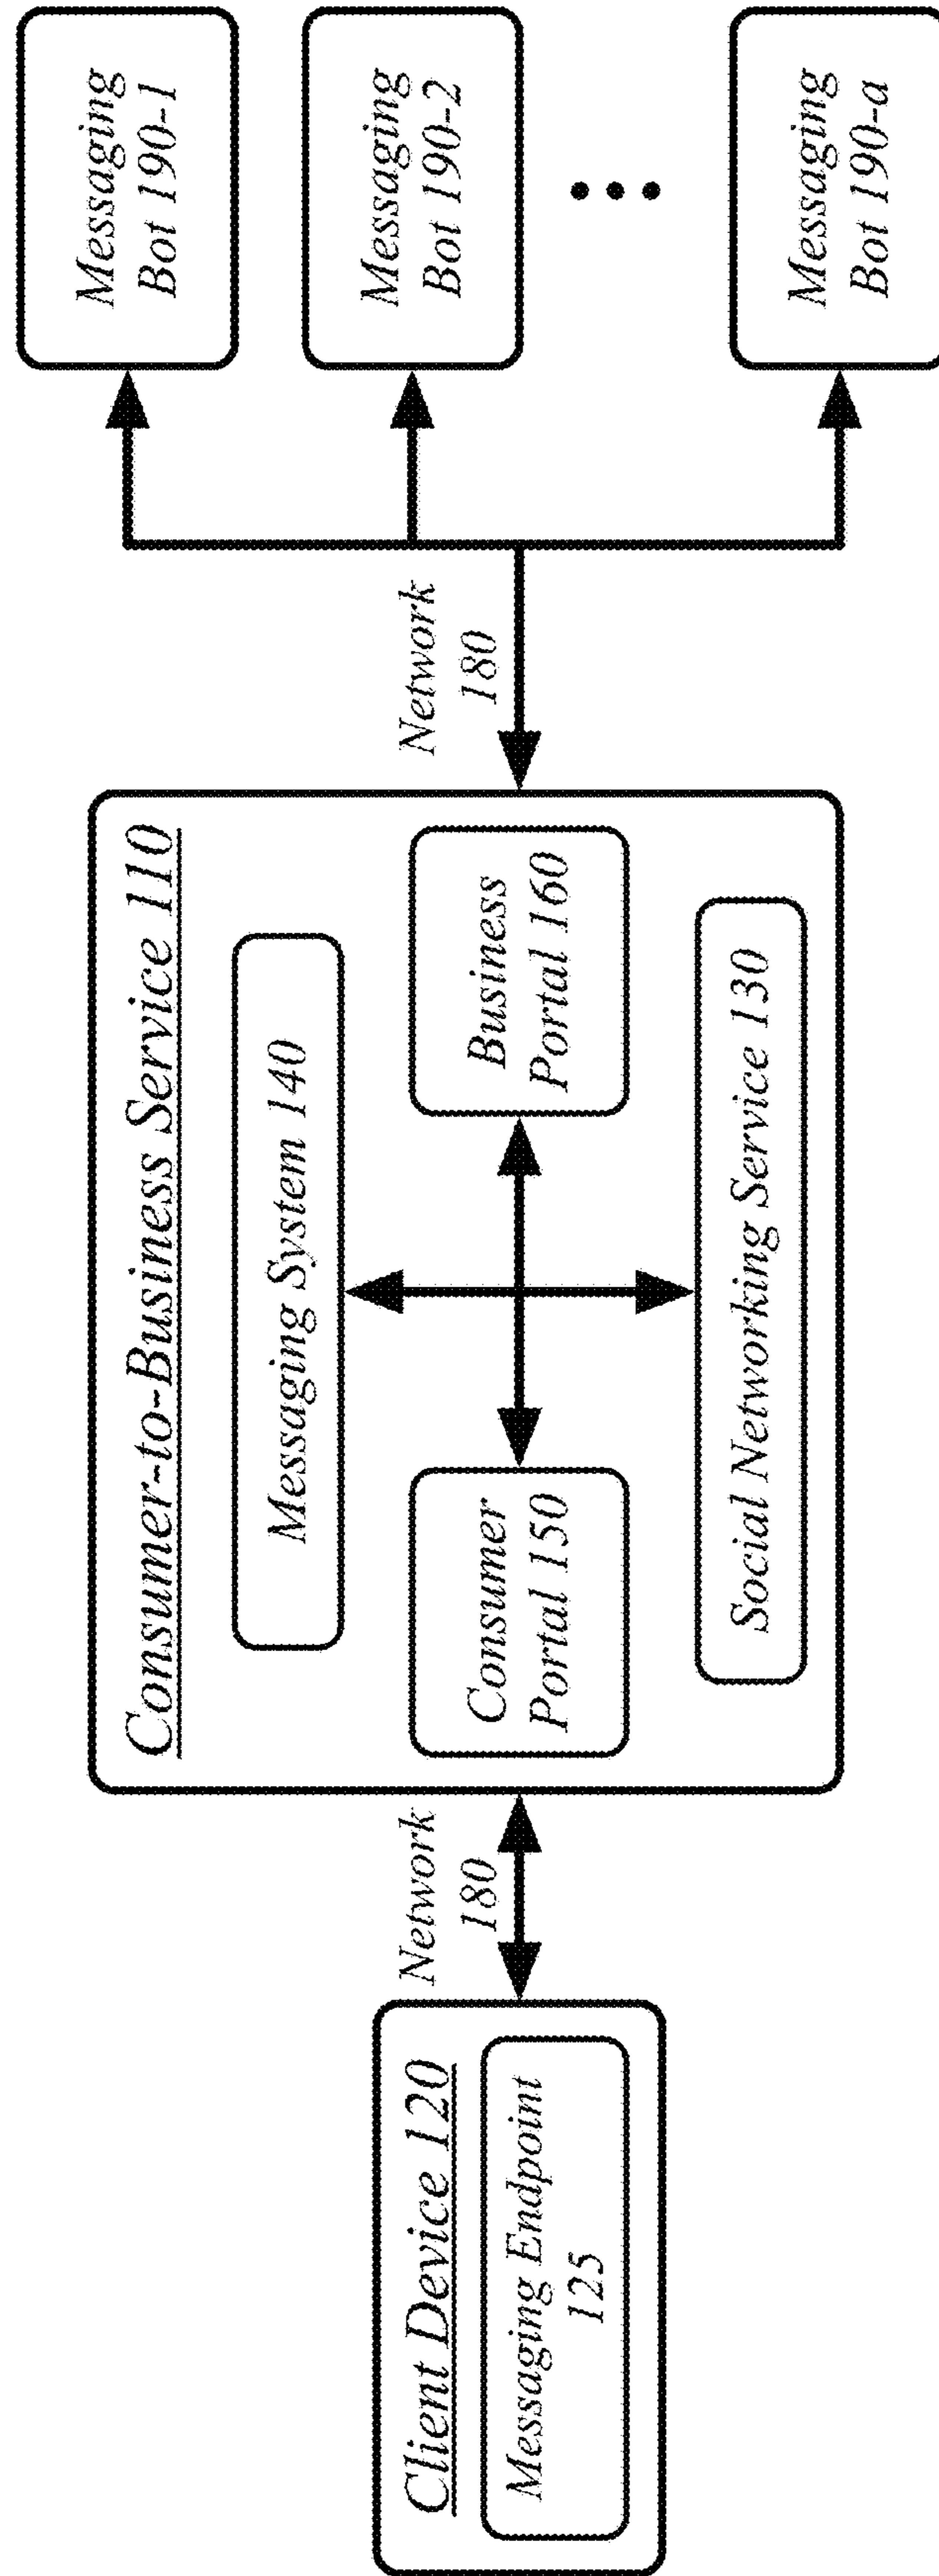 Client Device 120
Messaging Endpoint
125
Network
180
Consumer-to-Business Service 110
Messaging System 140
Consumer
Portal 150
Business
Portal 160
Social Networking Service 130
Network
180
Messaging
Bot 190-1
Messaging
Bot 190-2
Messaging
Bot 190-a